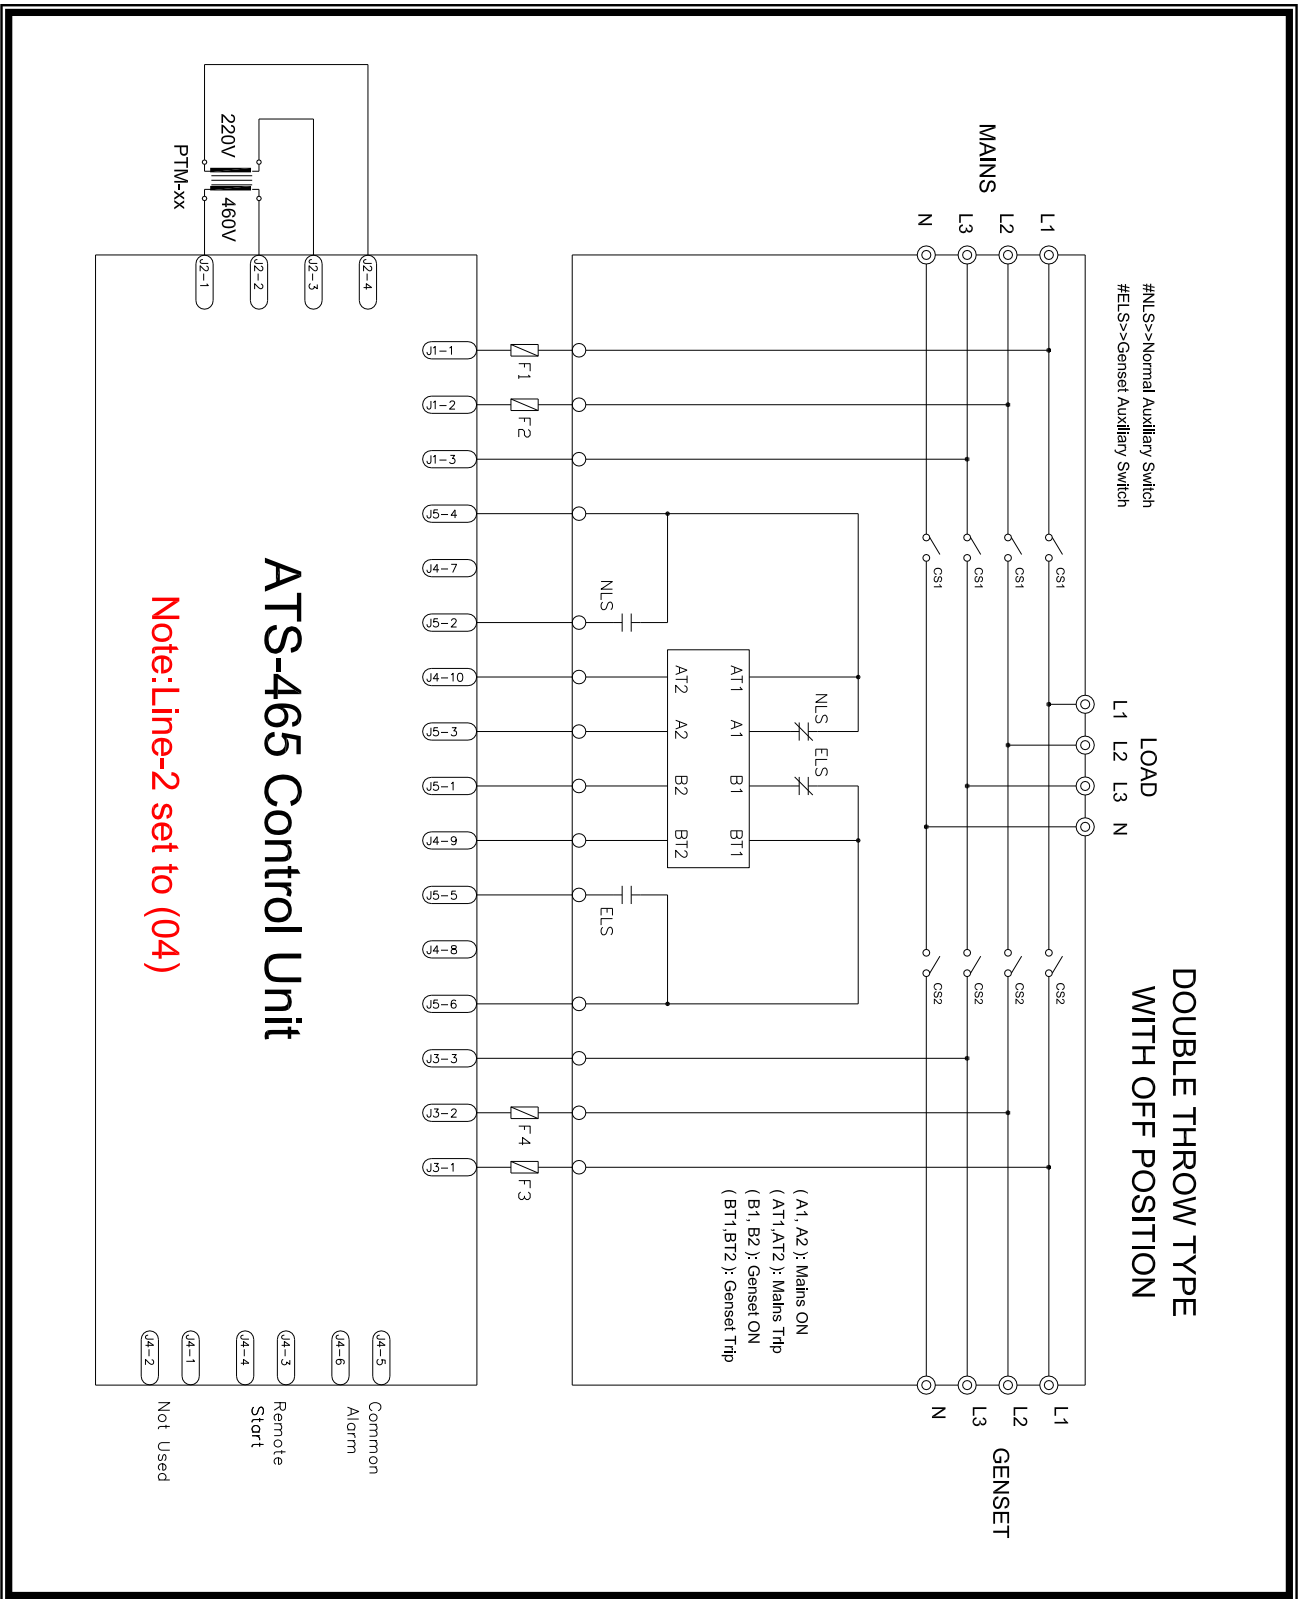 DOUBLE THROW TYPE
WITH OFF POSITION
#NLS>>Normal Auxiliary Switch
#ELS>>Genset Auxiliary Switch
LOAD
L1 L2 L3 N
MAINS
L1
L2
L3
N
CS1
CS1
CS1
CS1
CS2
CS2
CS2
CS2
GENSET
L1
L2
L3
N
NLS
ELS
AT1 A1 B1 BT1
AT2 A2 B2 BT2
NLS
ELS
( A1, A2 ): Mains ON
( AT1,AT2 ): Mains Trip
( B1, B2 ): Genset ON
( BT1,BT2 ): Genset Trip
F1
F2
F4
F3
J1-1
J1-2
J1-3
J5-4
J4-7
J5-2
J4-10
J5-3
J5-1
J4-9
J5-5
J4-8
J5-6
J3-3
J3-2
J3-1
J2-4
J2-3
J2-2
J2-1
220V
460V
PTM-xx
ATS-465 Control Unit
Note:Line-2 set to (04)
J4-5
J4-6
Common
Alarm
J4-3
J4-4
Remote
Start
J4-1
J4-2
Not Used